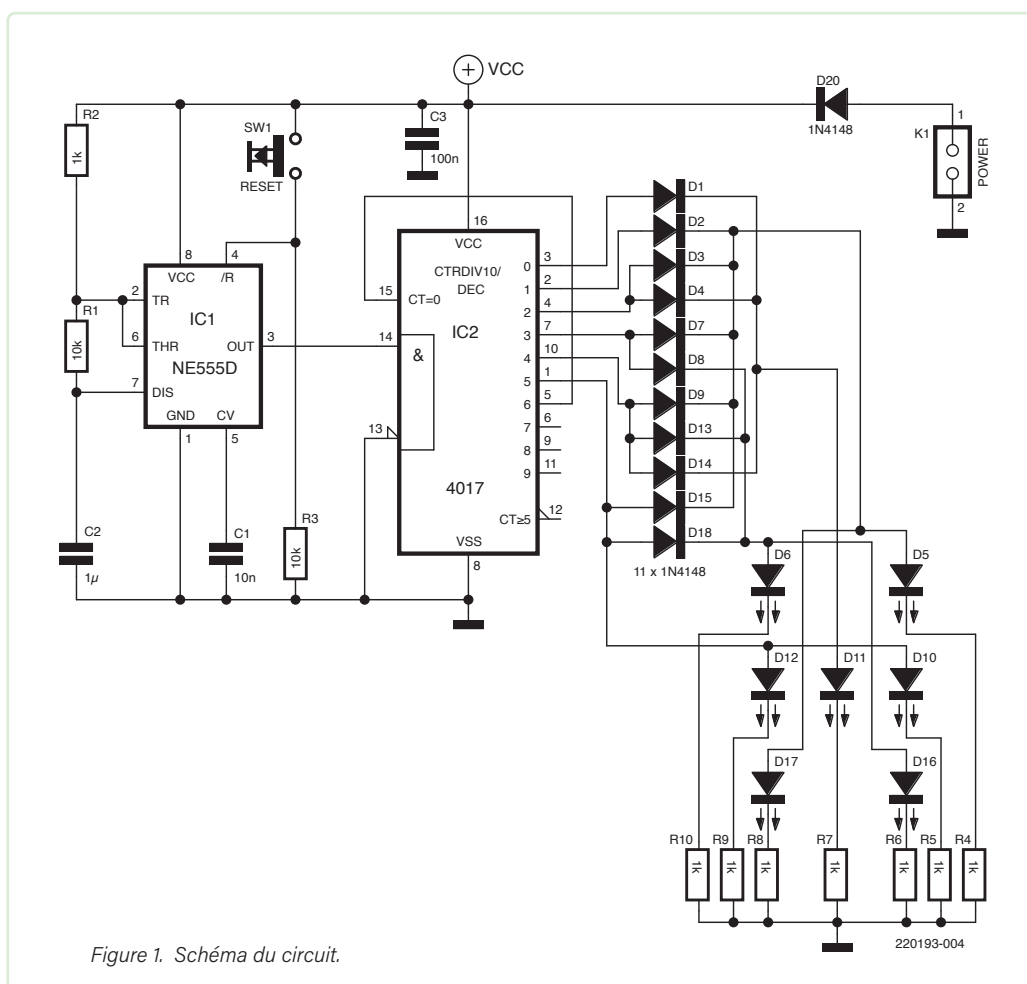 VCC
D20
1N4148
K1
1
2
POWER
R2
1k
SW1
RESET
C3
100n
8
4
VCC
/R
2
TR
IC1
6
THR
OUT
3
NE555D
7
DIS
GND
CV
1
5
R1
10k
C2
1µ
C1
10n
R3
10k
16
VCC
CTRDIV10/
DEC
15
CT=0
IC2
14
&
13
4017
VSS
8
0
3
1
2
2
4
3
7
4
10
5
1
6
5
7
6
8
9
9
11
CT≥5
12
D1
D2
D3
D4
D7
D8
D9
D13
D14
D15
D18
11 x 1N4148
D6
D5
D12
D11
D10
D17
D16
R10
R9
R8
R7
R6
R5
R4
1k
1k
1k
1k
1k
1k
1k
220193-004
Figure 1. Schéma du circuit.